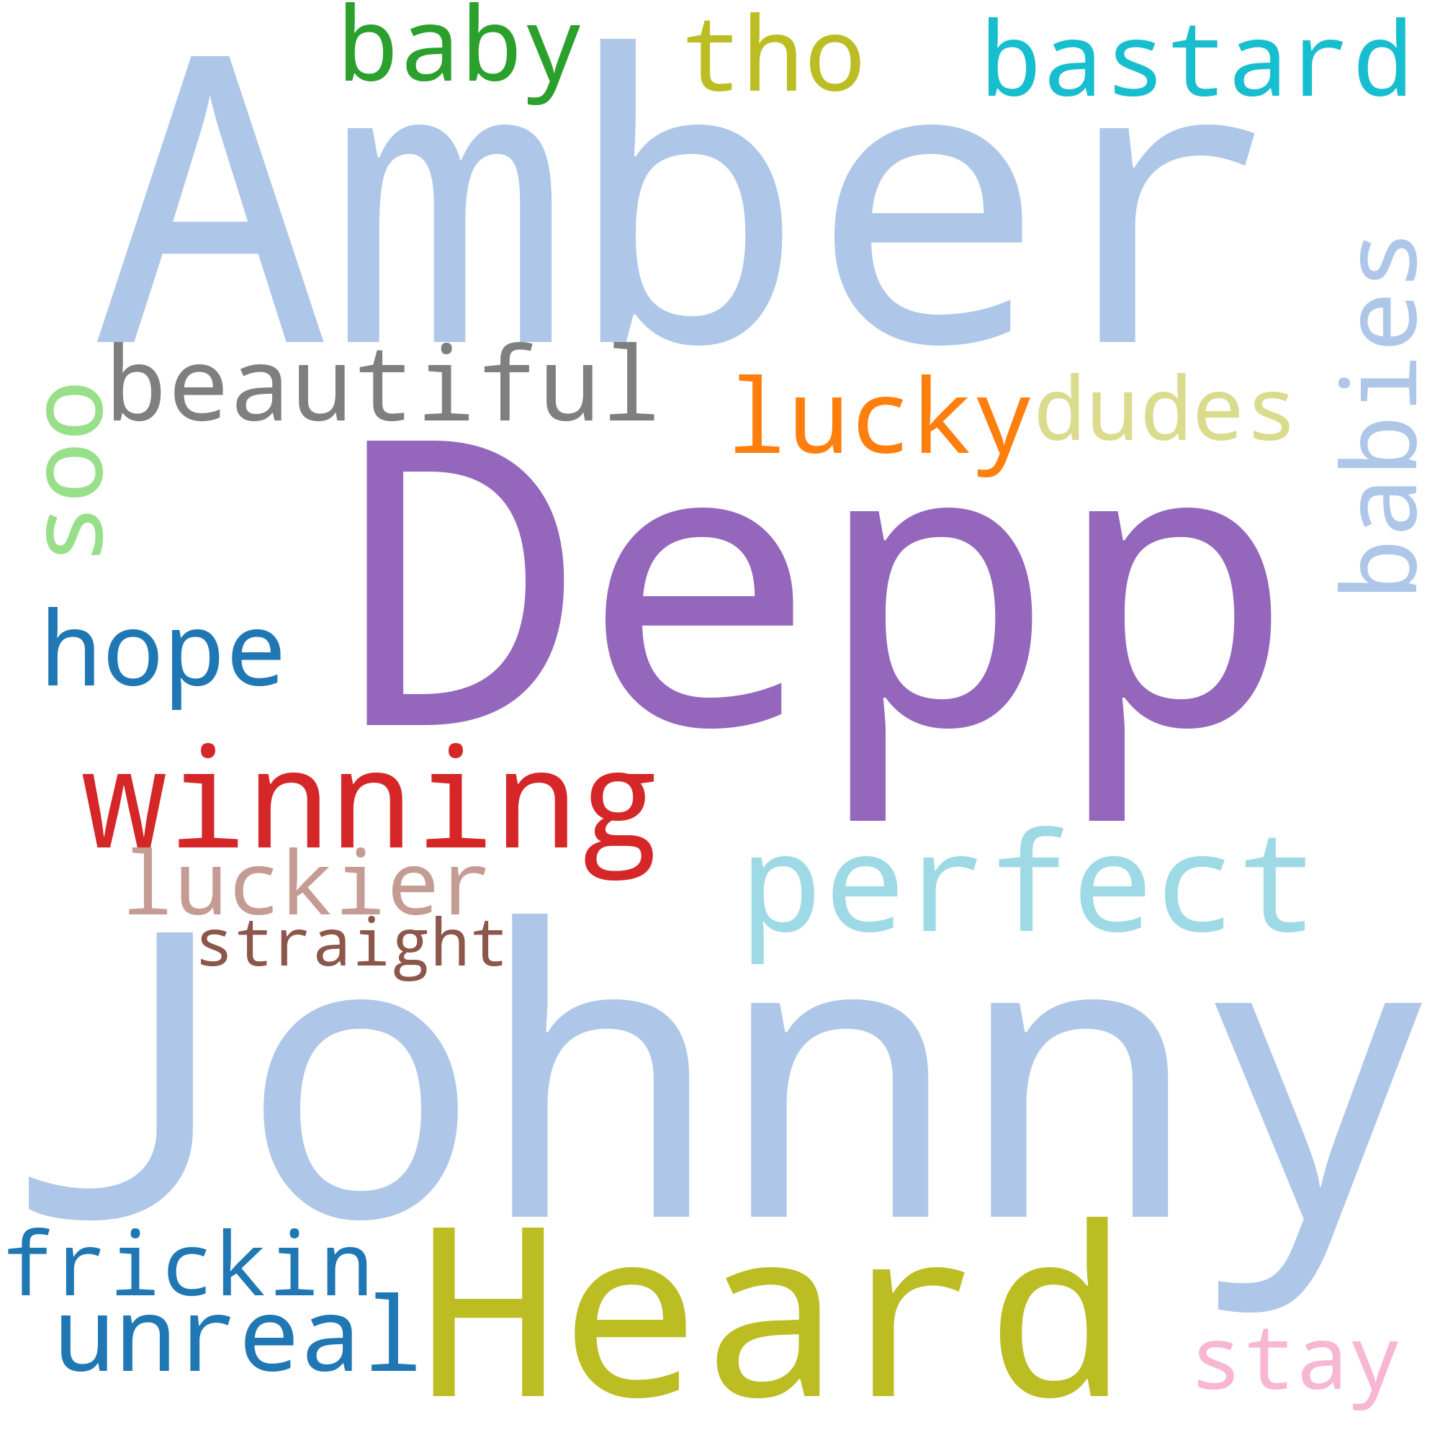 baby tho bastard
Amber
babies
beautiful lucky dudes
soo
Depp
hope
winning
perfect
luckier
straight
Johnny
frickin
Heard
unreal
stay